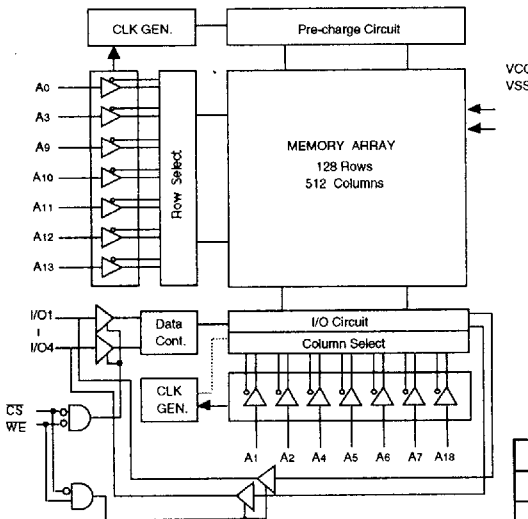 CLK GEN.
Pre-charge Circuit
VCC
VSS
A0
A3
A9
A10
A11
A12
A13
Row Select
MEMORY ARRAY
128 Rows
512 Columns
I/O1
I/O4
Data
Cont.
I/O Circuit
Column Select
CLK
GEN.
CS
WE
A1 A2 A4 A5 A6 A7 A18